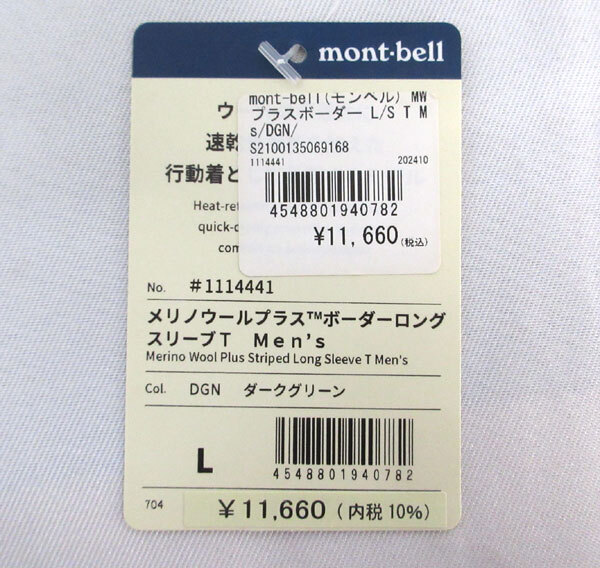 mont-bell
mont-bell(モンベル) MW
プラスボーダー L/S T M
s/DGN/
S2100135069168
1114441 202410
4548801940782
¥11,660(税込)
ウ
速乾
行動着と ル
Heat-ret
quick-d
com
No. #1114441
メリノウールプラス™ボーダーロング
スリーブT Men's
Merino Wool Plus Striped Long Sleeve T Men's
Col. DGN ダークグリーン
L
4548801940782
704 ¥11,660(内税10%)